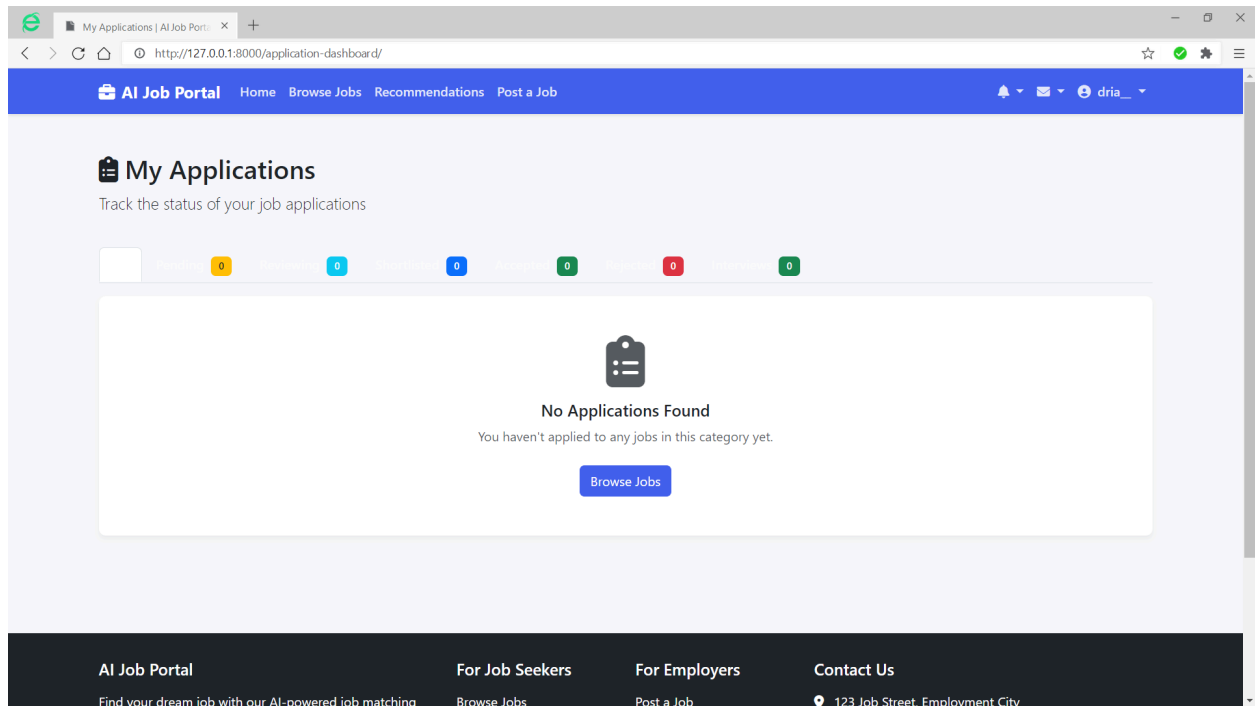 My Applications | AI Job Porta
http://127.0.0.1:8000/application-dashboard/
AI Job Portal Home Browse Jobs Recommendations Post a Job dria__
My Applications
Track the status of your job applications
0 0 0 0 0 0
No Applications Found
You haven't applied to any jobs in this category yet.
Browse Jobs
AI Job Portal For Job Seekers For Employers Contact Us
Find your dream job with our AI-powered job matching Browse Jobs Post a Job 123 Job Street, Employment City